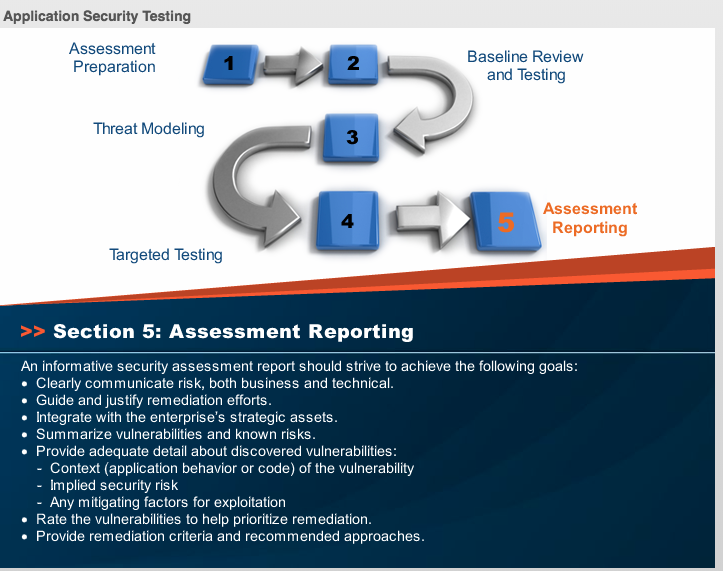 Application Security Testing
Assessment
Preparation
1
2
Baseline Review
and Testing
Threat Modeling
3
4
Targeted Testing
5
Assessment
Reporting
>> Section 5: Assessment Reporting
An informative security assessment report should strive to achieve the following goals:
• Clearly communicate risk, both business and technical.
• Guide and justify remediation efforts.
• Integrate with the enterprise's strategic assets.
• Summarize vulnerabilities and known risks.
• Provide adequate detail about discovered vulnerabilities:
- Context (application behavior or code) of the vulnerability
- Implied security risk
- Any mitigating factors for exploitation
• Rate the vulnerabilities to help prioritize remediation.
• Provide remediation criteria and recommended approaches.